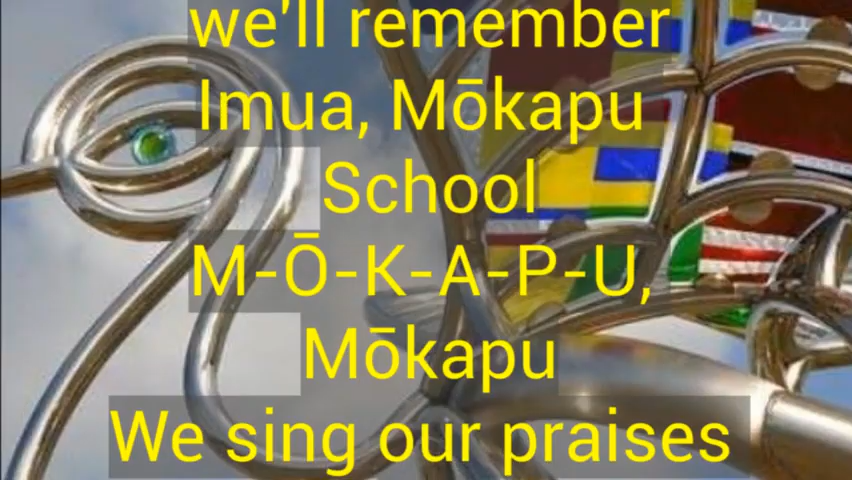 we'll remember
Imua, Mōkapu
School
M-Ō-K-A-P-U,
Mōkapu
We sing our praises